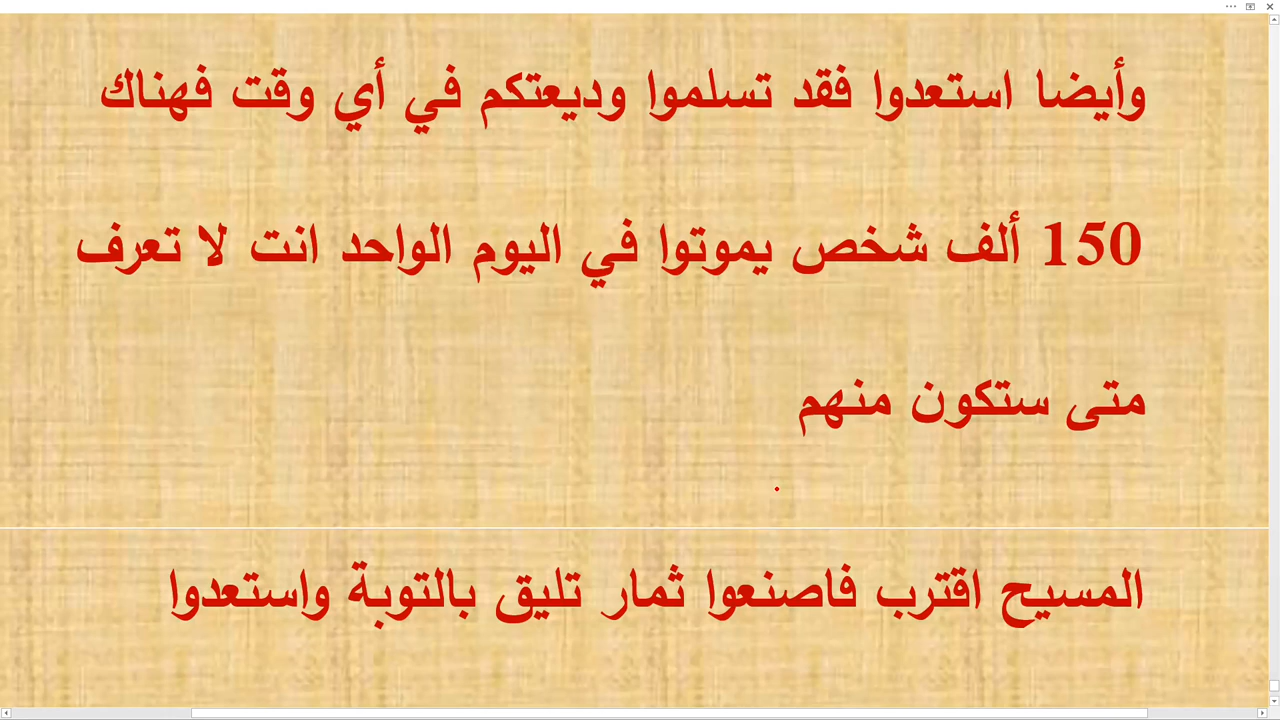 وأيضا استعدوا فقد تسلموا وديعتكم في أي وقت فهناك
150 ألف شخص يموتوا في اليوم الواحد انت لا تعرف
متى ستكون منهم
المسيح اقترب فاصنعوا ثمار تليق بالتوبة واستعدوا